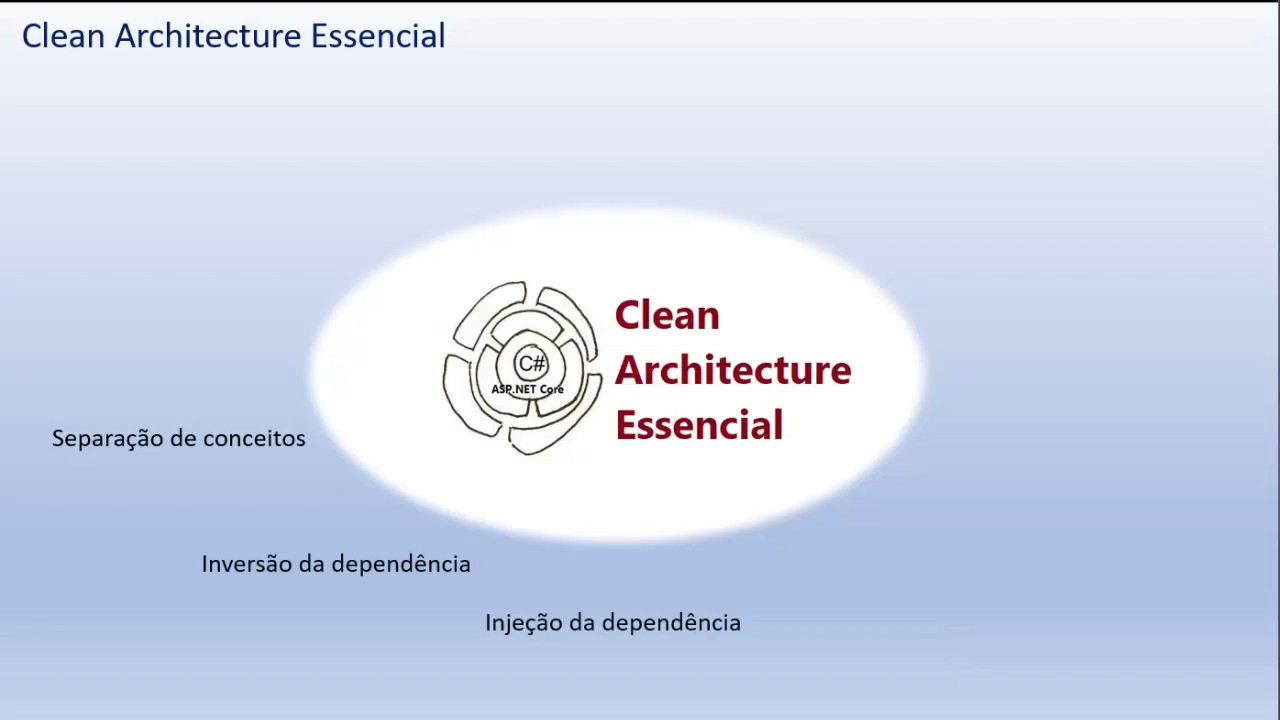 Clean Architecture Essencial
Clean
Architecture
Essencial
C#
ASP.NET Core
Separação de conceitos
Inversão da dependência
Injeção da dependência